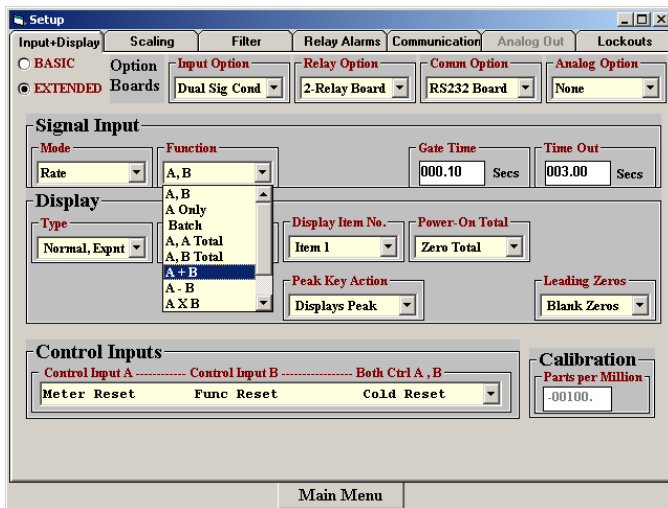 Setup
Input+Display Scaling Filter Relay Alarms Communication Analog Out Lockouts
BASIC
EXTENDED
Option Boards
Input Option Relay Option Comm Option Analog Option
Dual Sig Cond 2-Relay Board RS232 Board None
Signal Input
Mode Function Gate Time Time Out
Rate A, B 000.10 Secs 003.00 Secs
A, B
A Only
Batch
A, A Total
A, B Total
A + B
A - B
A X B
Display
Type Display Item No. Power-On Total
Normal, Expnt Item 1 Zero Total
Peak Key Action Leading Zeros
Displays Peak Blank Zeros
Control Inputs
Control Input A ------------ Control Input B ----------------- Both Ctrl A , B
Meter Reset Func Reset Cold Reset
Calibration
Parts per Million
-00100.
Main Menu